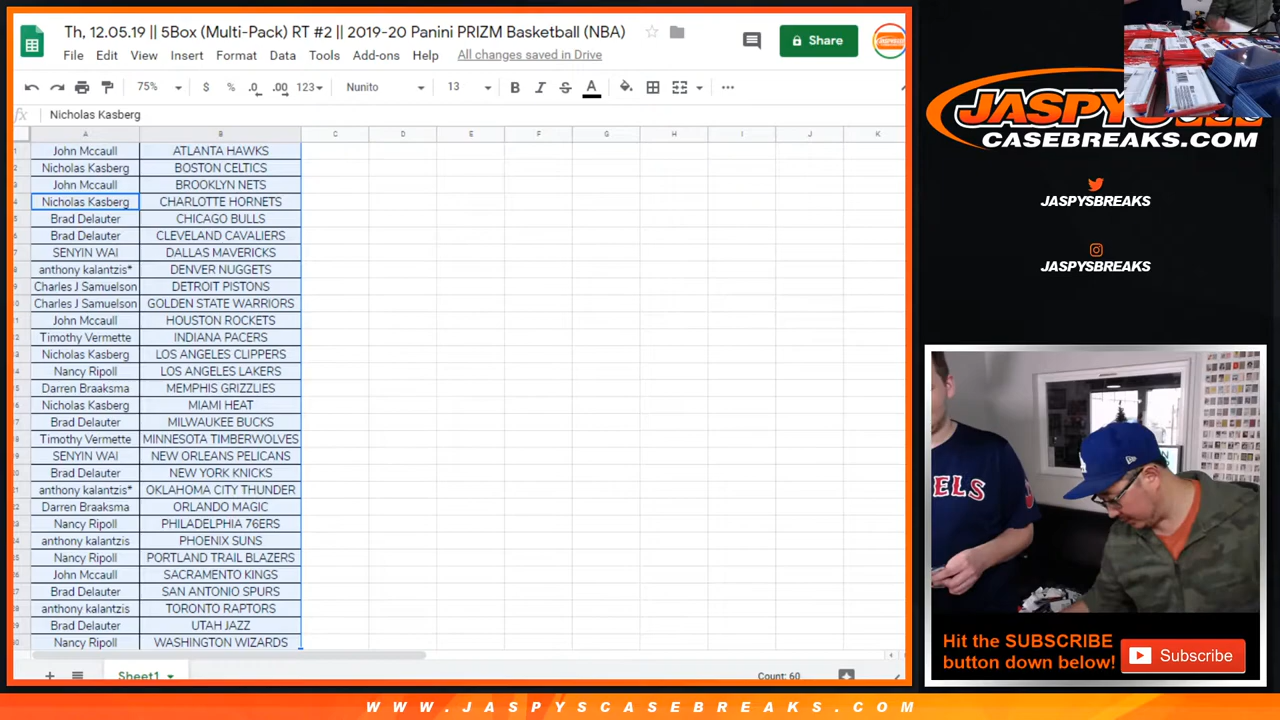 Th, 12.05.19 || 5Box (Multi-Pack) RT #2 || 2019-20 Panini PRIZM Basketball (NBA)
File Edit View Insert Format Data Tools Add-ons Help All changes saved in Drive
Share
75% $ % .0 .00 123 Nunito 13 B I S A
fx Nicholas Kasberg
A B C D E F G H I J K
John Mccaull ATLANTA HAWKS
Nicholas Kasberg BOSTON CELTICS
John Mccaull BROOKLYN NETS
Nicholas Kasberg CHARLOTTE HORNETS
Brad Delauter CHICAGO BULLS
Brad Delauter CLEVELAND CAVALIERS
SENYIN WAI DALLAS MAVERICKS
anthony kalantzis* DENVER NUGGETS
Charles J Samuelson DETROIT PISTONS
Charles J Samuelson GOLDEN STATE WARRIORS
John Mccaull HOUSTON ROCKETS
Timothy Vermette INDIANA PACERS
Nicholas Kasberg LOS ANGELES CLIPPERS
Nancy Ripoll LOS ANGELES LAKERS
Darren Braaksma MEMPHIS GRIZZLIES
Nicholas Kasberg MIAMI HEAT
Brad Delauter MILWAUKEE BUCKS
Timothy Vermette MINNESOTA TIMBERWOLVES
SENYIN WAI NEW ORLEANS PELICANS
Brad Delauter NEW YORK KNICKS
anthony kalantzis* OKLAHOMA CITY THUNDER
Darren Braaksma ORLANDO MAGIC
Nancy Ripoll PHILADELPHIA 76ERS
anthony kalantzis PHOENIX SUNS
Nancy Ripoll PORTLAND TRAIL BLAZERS
John Mccaull SACRAMENTO KINGS
Brad Delauter SAN ANTONIO SPURS
anthony kalantzis TORONTO RAPTORS
Brad Delauter UTAH JAZZ
Nancy Ripoll WASHINGTON WIZARDS
Sheet1
Count: 60
CASEBREAKS.COM
JASPYSBREAKS
JASPYSBREAKS
Hit the SUBSCRIBE
button down below!
Subscribe
WWW.JASPYSCASEBREAKS.COM